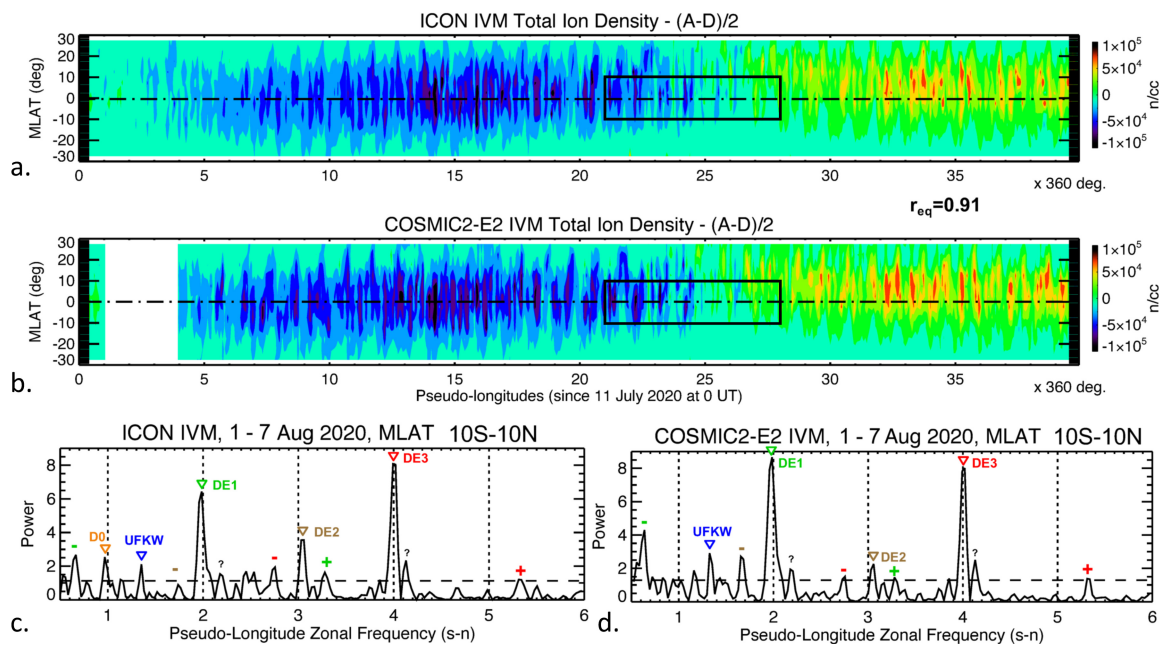 ICON IVM Total Ion Density - (A-D)/2
30
20
10
0
-10
-20
-30
MLAT (deg)
0 5 10 15 20 25 30 35
x 360 deg.
1×10⁵
5×10⁴
0
-5×10⁴
-1×10⁵
n/cc
a.
r_eq=0.91
COSMIC2-E2 IVM Total Ion Density - (A-D)/2
30
20
10
0
-10
-20
-30
MLAT (deg)
0 5 10 15 20 25 30 35
Pseudo-longitudes (since 11 July 2020 at 0 UT)
x 360 deg.
1×10⁵
5×10⁴
0
-5×10⁴
-1×10⁵
n/cc
b.
ICON IVM, 1 - 7 Aug 2020, MLAT 10S-10N
8
6
4
2
0
Power
- D0 UFKW - DE1 ? - DE2 + DE3 ? +
1 2 3 4 5 6
Pseudo-Longitude Zonal Frequency (s-n)
c.
COSMIC2-E2 IVM, 1 - 7 Aug 2020, MLAT 10S-10N
8
6
4
2
0
Power
- UFKW - DE1 ? - DE2 + DE3 ? +
1 2 3 4 5 6
Pseudo-Longitude Zonal Frequency (s-n)
d.